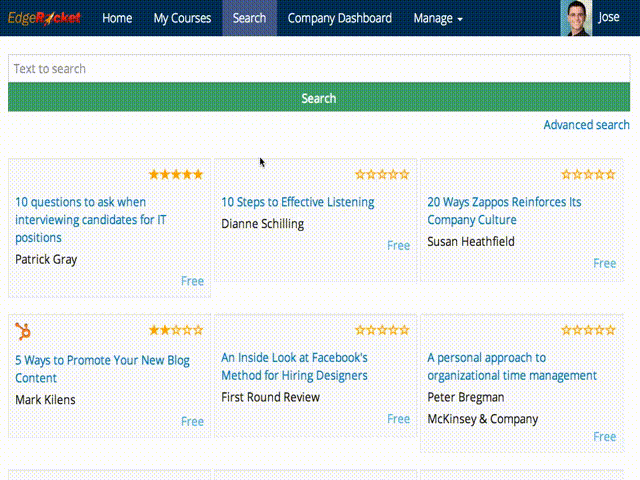 EdgeRocket Home My Courses Search Company Dashboard Manage Jose
Text to search
Search
Advanced search
10 questions to ask when
interviewing candidates for IT
positions
Patrick Gray
Free
10 Steps to Effective Listening
Dianne Schilling
Free
20 Ways Zappos Reinforces Its
Company Culture
Susan Heathfield
Free
5 Ways to Promote Your New Blog
Content
Mark Kilens
Free
An Inside Look at Facebook's
Method for Hiring Designers
First Round Review
Free
A personal approach to
organizational time management
Peter Bregman
McKinsey & Company
Free